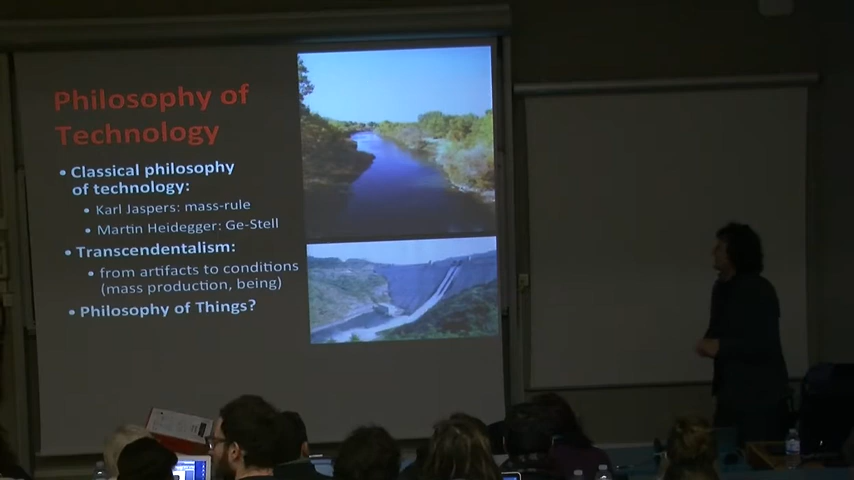 Philosophy of
Technology
• Classical philosophy
of technology:
• Karl Jaspers: mass-rule
• Martin Heidegger: Ge-Stell
• Transcendentalism:
• from artifacts to conditions
(mass production, being)
• Philosophy of Things?